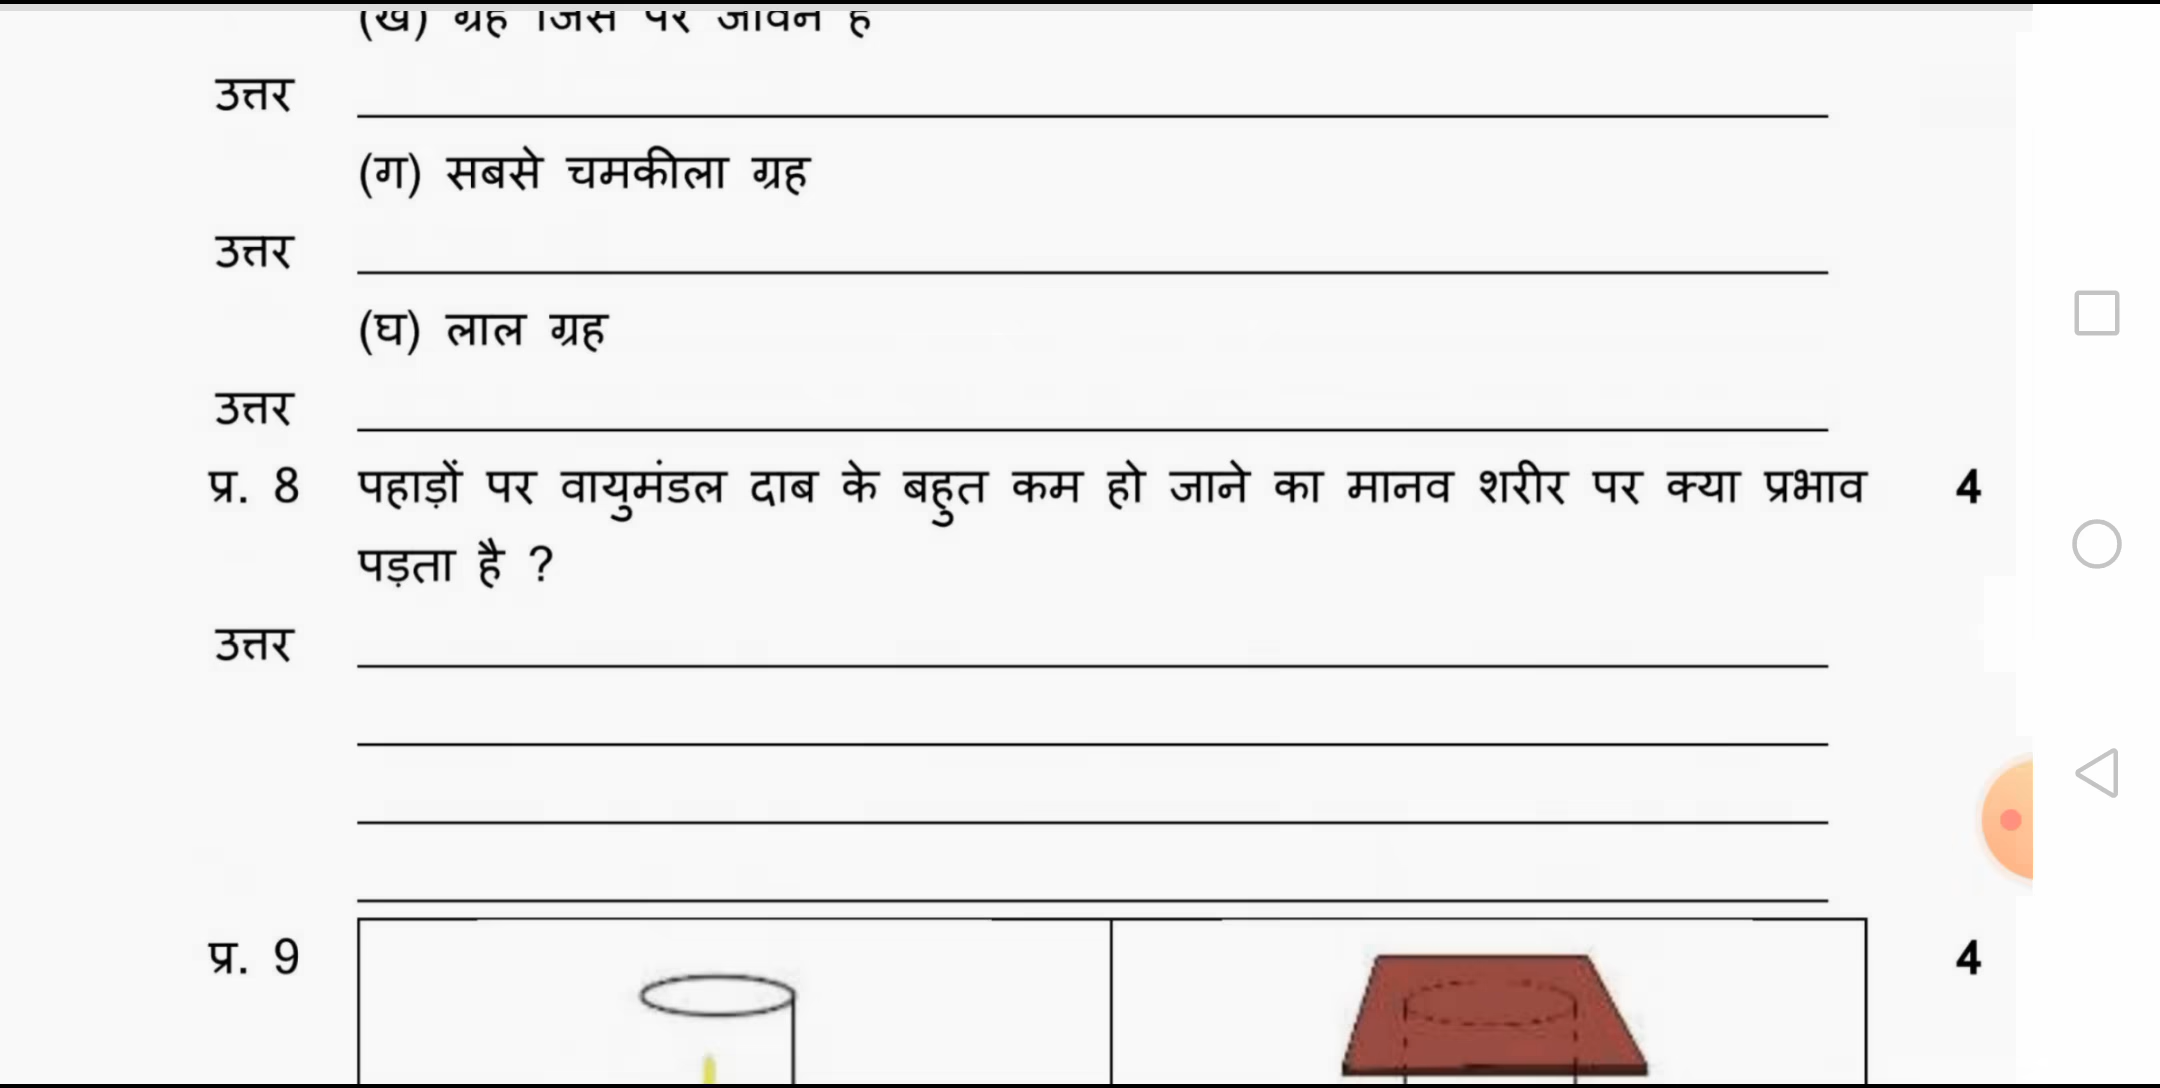 (ख) ग्रह जिस पर जीवन है
उत्तर
(ग) सबसे चमकीला ग्रह
उत्तर
(घ) लाल ग्रह
उत्तर
प्र. 8 पहाड़ों पर वायुमंडल दाब के बहुत कम हो जाने का मानव शरीर पर क्या प्रभाव 4
पड़ता है ?
उत्तर
प्र. 9 4